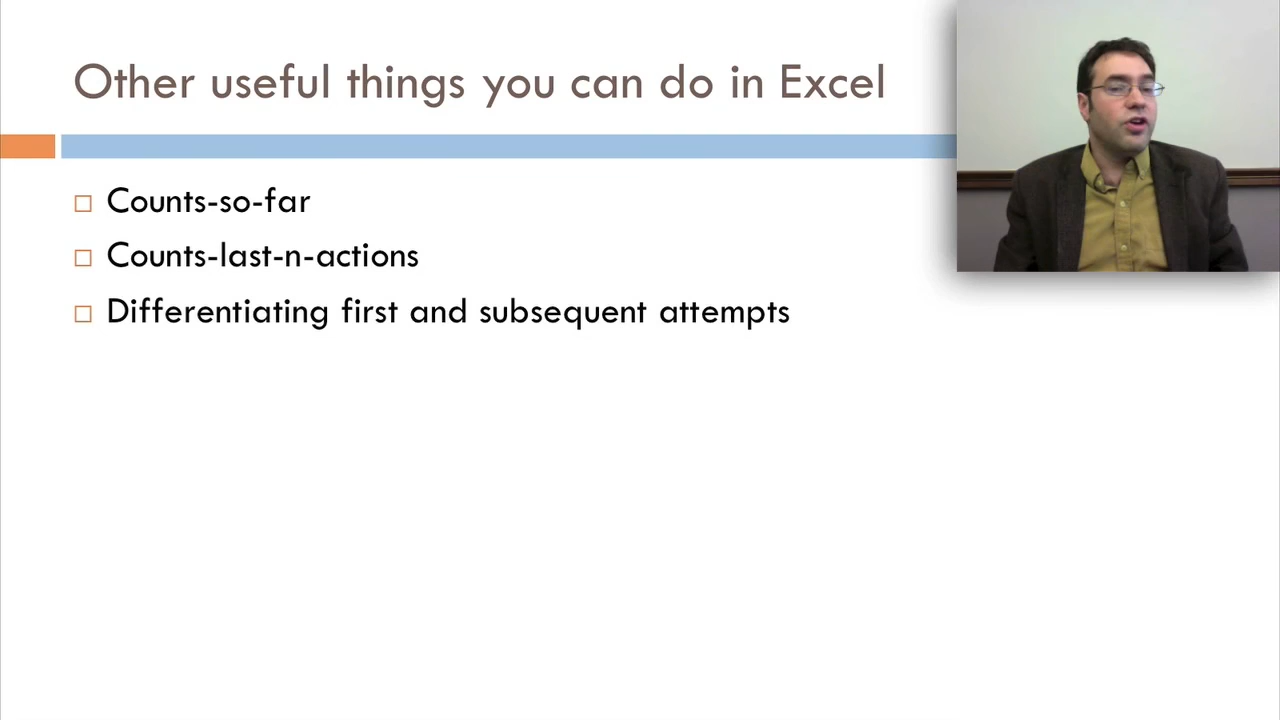 Other useful things you can do in Excel
Counts-so-far
Counts-last-n-actions
Differentiating first and subsequent attempts